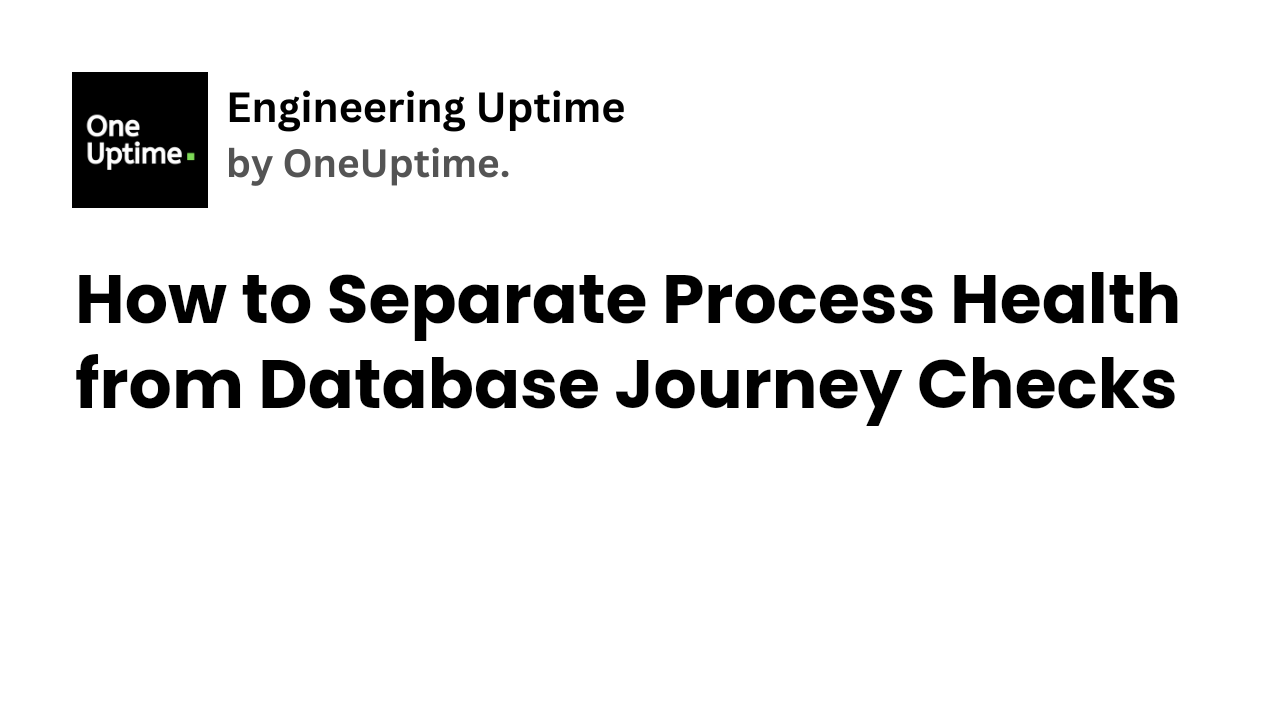 One
Uptime
Engineering Uptime
by OneUptime.
How to Separate Process Health
from Database Journey Checks